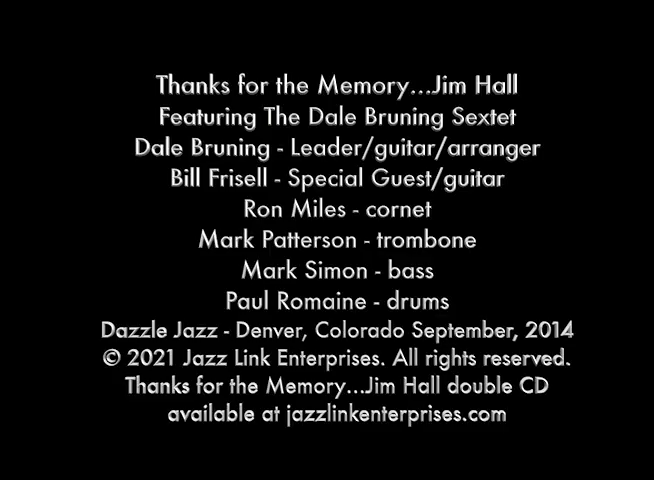 Thanks for the Memory...Jim Hall
Featuring The Dale Bruning Sextet
Dale Bruning - Leader/guitar/arranger
Bill Frisell - Special Guest/guitar
Ron Miles - cornet
Mark Patterson - trombone
Mark Simon - bass
Paul Romaine - drums
Dazzle Jazz - Denver, Colorado September, 2014
© 2021 Jazz Link Enterprises. All rights reserved.
Thanks for the Memory...Jim Hall double CD
available at jazzlinkenterprises.com